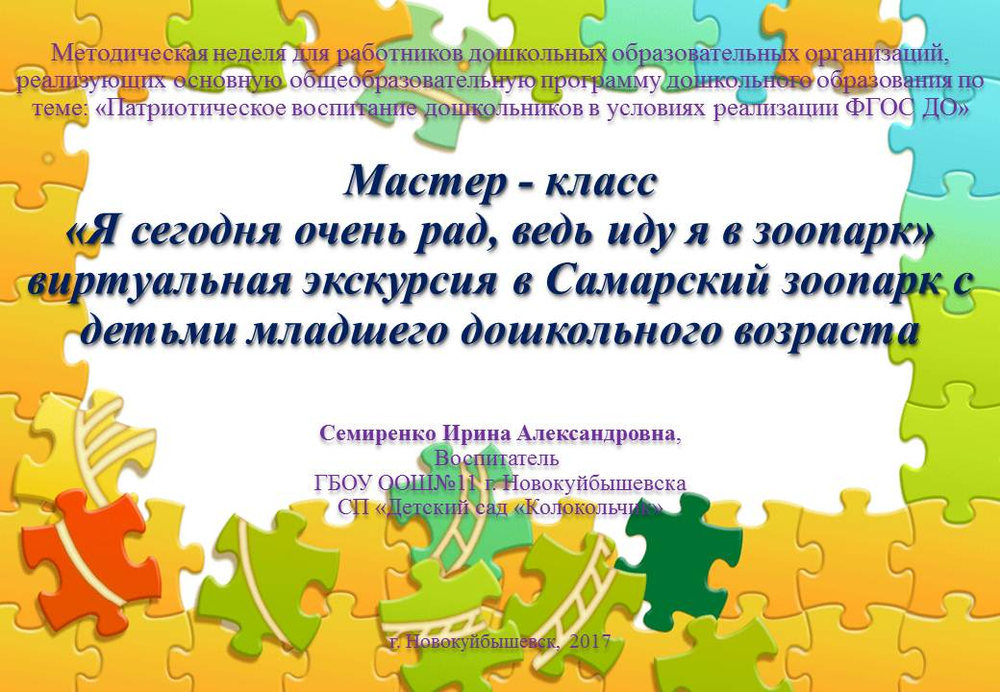 Методическая неделя для работников дошкольных образовательных организаций,
реализующих основную общеобразовательную программу дошкольного образования по
теме: «Патриотическое воспитание дошкольников в условиях реализации ФГОС ДО»
Мастер - класс
«Я сегодня очень рад, ведь иду я в зоопарк»
виртуальная экскурсия в Самарский зоопарк с
детьми младшего дошкольного возраста
Семиренко Ирина Александровна,
Воспитатель
ГБОУ ООШ№11 г. Новокуйбышевска
СП «Детский сад «Колокольчик»
г. Новокуйбышевск, 2017